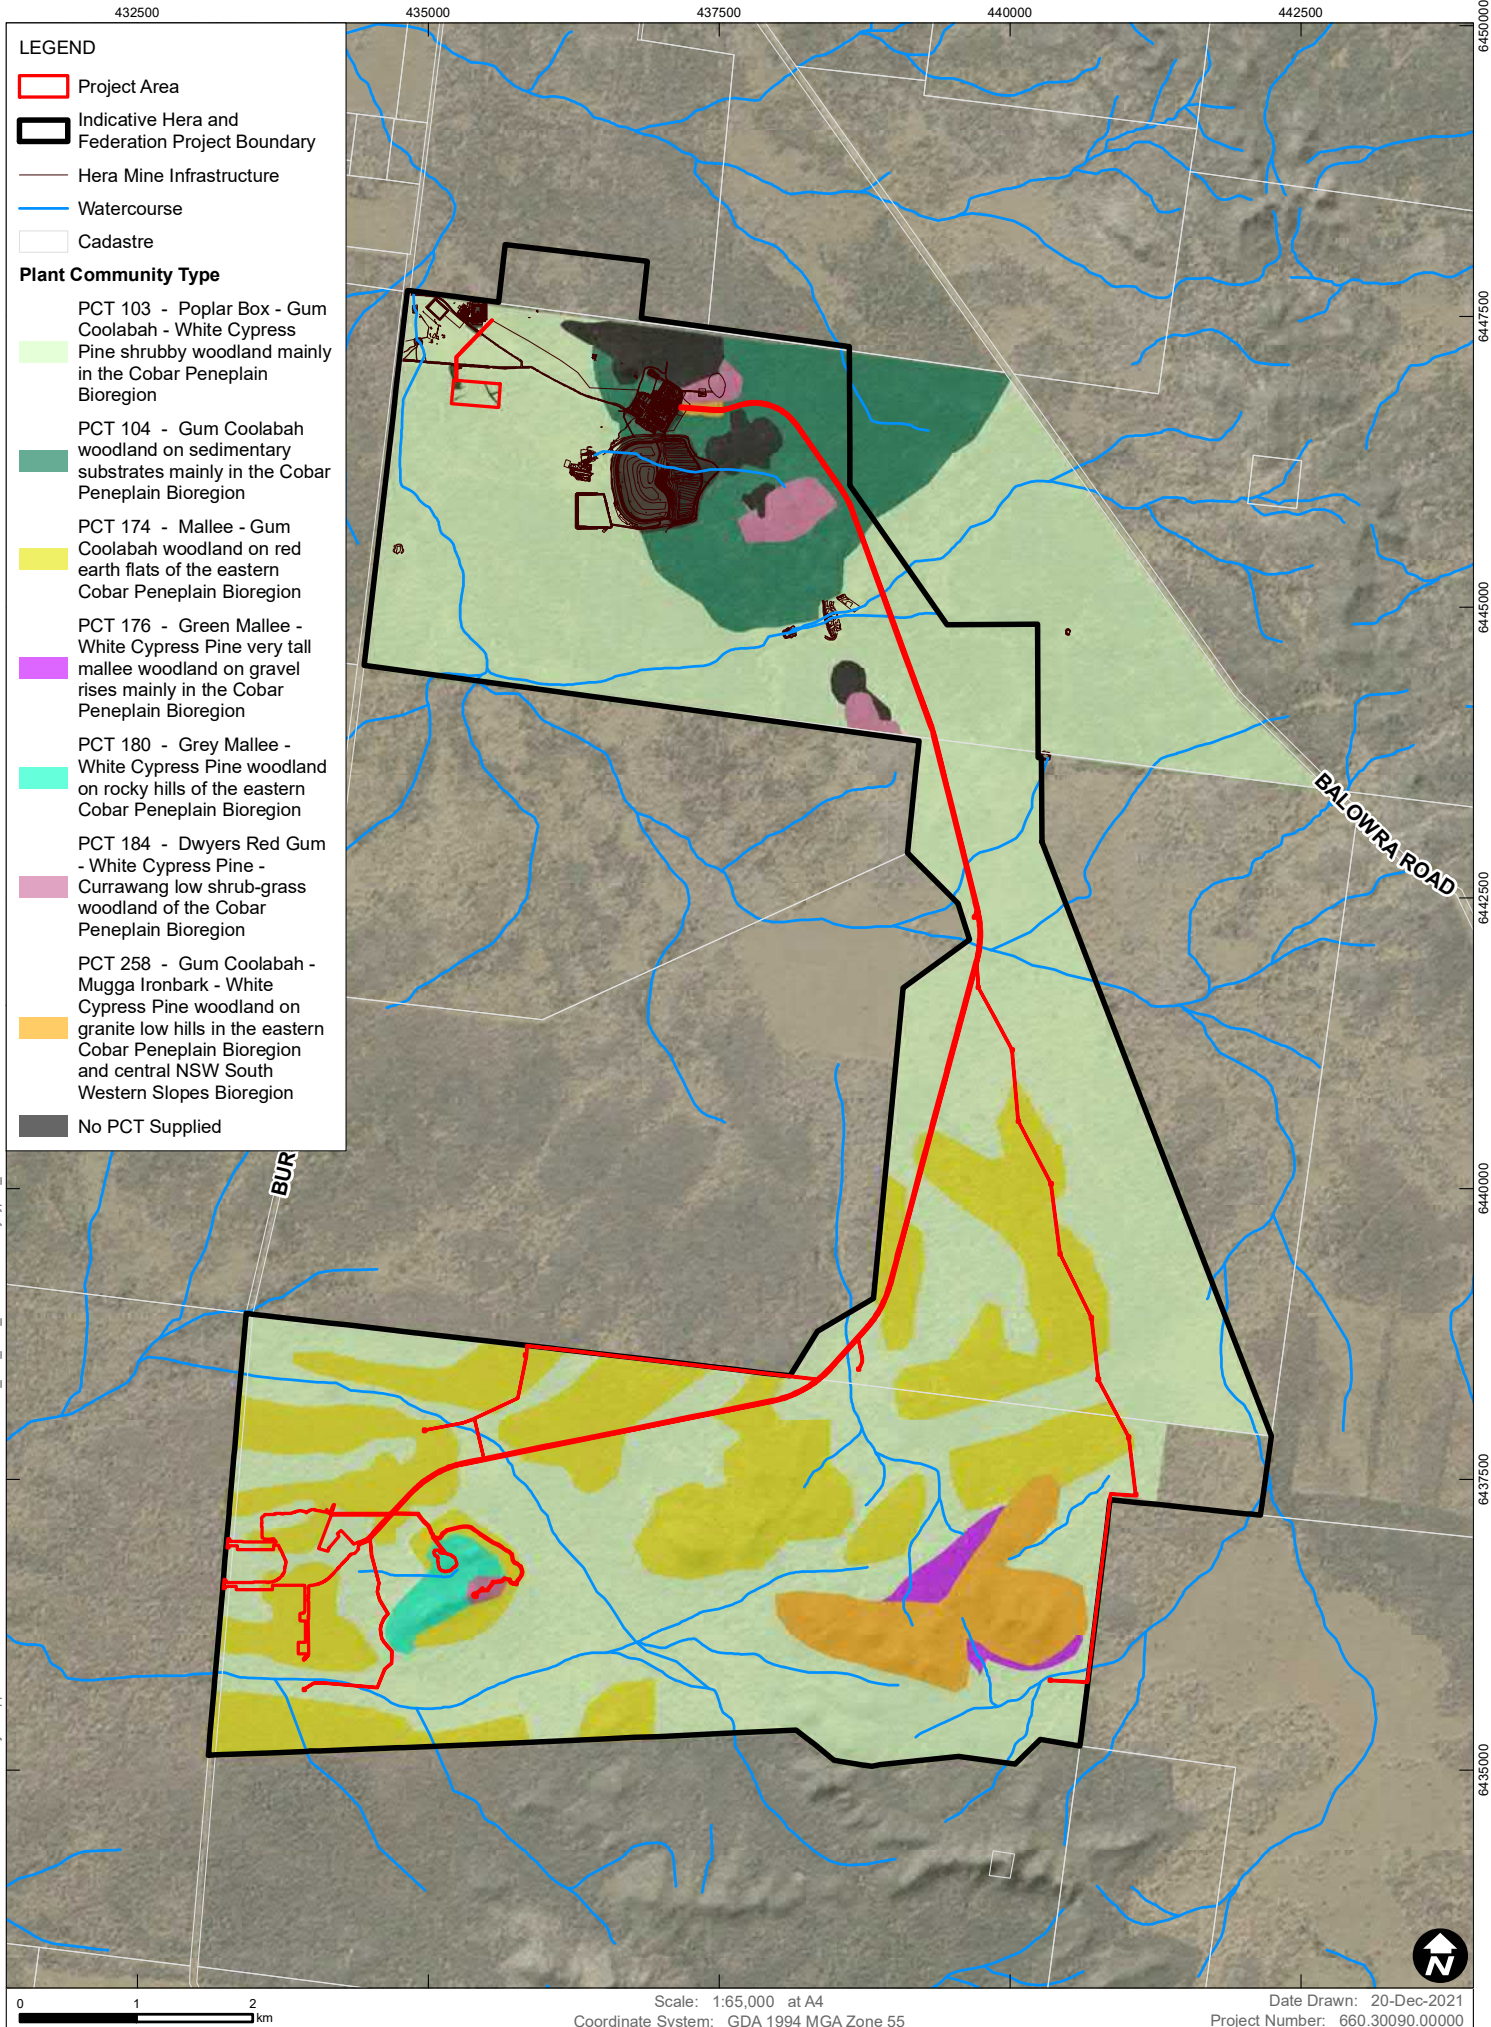 432500
435000
437500
440000
442500
6450000
LEGEND
Project Area
Indicative Hera and
Federation Project Boundary
Hera Mine Infrastructure
Watercourse
Cadastre
Plant Community Type
PCT 103 - Poplar Box - Gum
Coolabah - White Cypress
Pine shrubby woodland mainly
in the Cobar Peneplain
Bioregion
PCT 104 - Gum Coolabah
woodland on sedimentary
substrates mainly in the Cobar
Peneplain Bioregion
PCT 174 - Mallee - Gum
Coolabah woodland on red
earth flats of the eastern
Cobar Peneplain Bioregion
PCT 176 - Green Mallee -
White Cypress Pine very tall
mallee woodland on gravel
rises mainly in the Cobar
Peneplain Bioregion
PCT 180 - Grey Mallee -
White Cypress Pine woodland
on rocky hills of the eastern
Cobar Peneplain Bioregion
PCT 184 - Dwyers Red Gum
- White Cypress Pine -
Currawang low shrub-grass
woodland of the Cobar
Peneplain Bioregion
PCT 258 - Gum Coolabah -
Mugga Ironbark - White
Cypress Pine woodland on
granite low hills in the eastern
Cobar Peneplain Bioregion
and central NSW South
Western Slopes Bioregion
No PCT Supplied
6447500
6445000
BALOWRA ROAD
6442500
BUR
6440000
6437500
6435000
N
0 1 2
km
Scale: 1:65,000 at A4
Coordinate System: GDA 1994 MGA Zone 55
Date Drawn: 20-Dec-2021
Project Number: 660.30090.00000